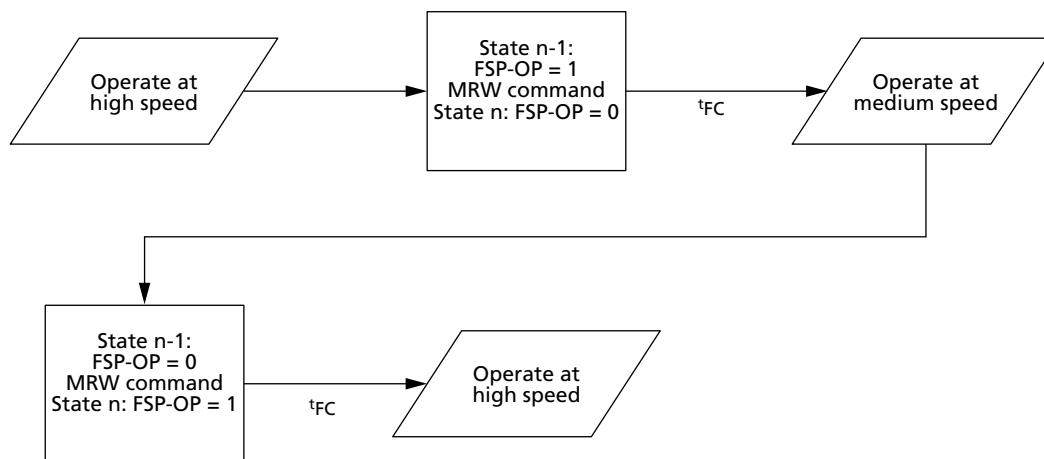 Operate at
high speed
State n-1:
FSP-OP = 1
MRW command
State n: FSP-OP = 0
tFC
Operate at
medium speed
State n-1:
FSP-OP = 0
MRW command
State n: FSP-OP = 1
tFC
Operate at
high speed